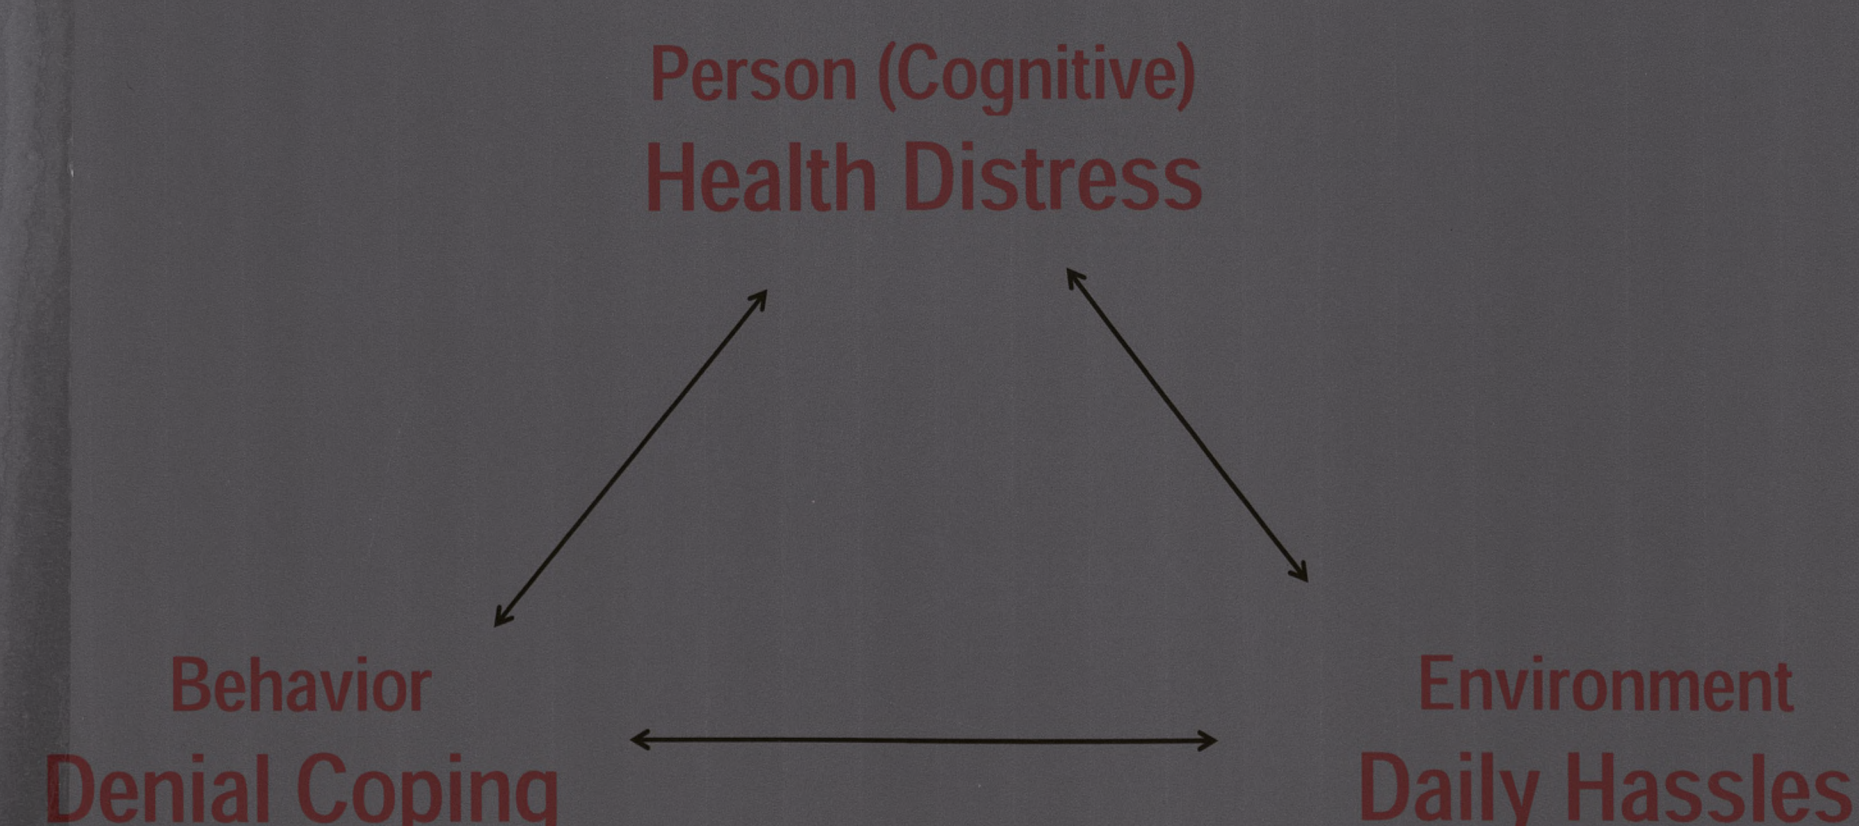 Person (Cognitive)
Health Distress
Behavior
Environment
Denial Coping
Daily Hassles